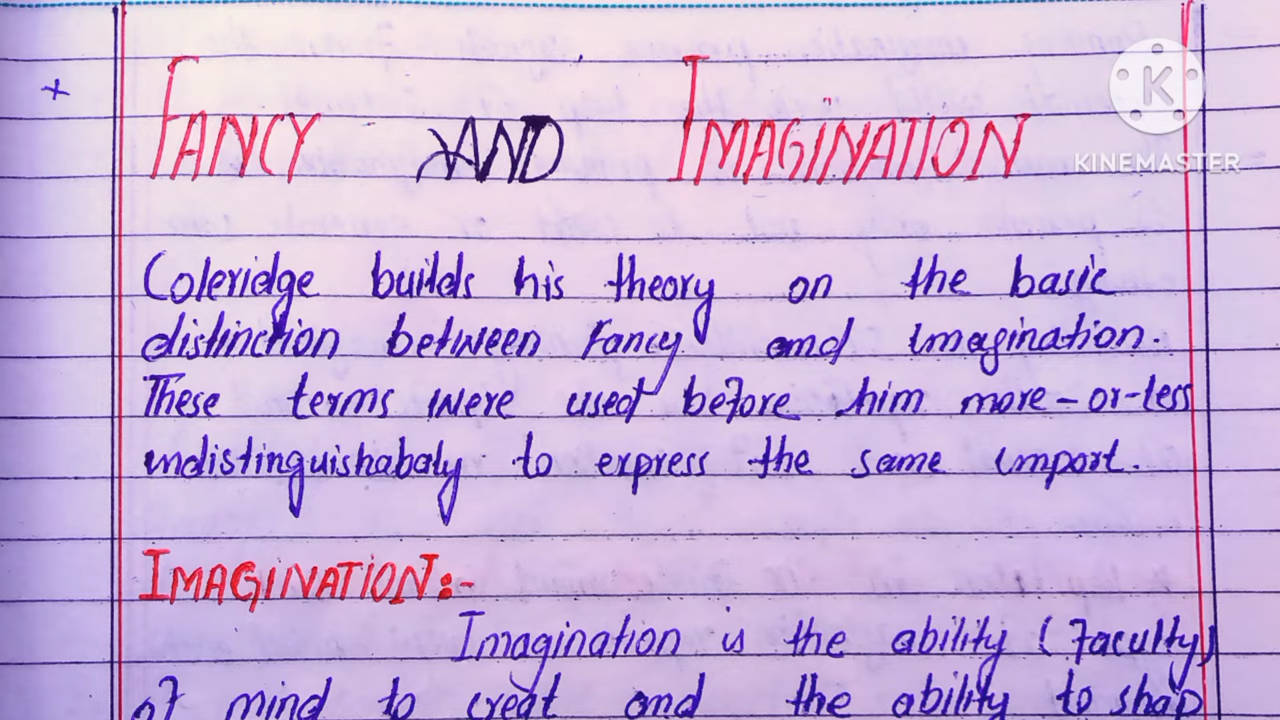 FANCY AND IMAGINATION
K
KINEMASTER
Coleridge builds his theory on the basic
distinction between Fancy and Imagination.
These terms were used before him more-or-less
indistinguishabaly to express the same import.
IMAGINATION:-
Imagination is the ability (Faculty)
of mind to creat and the ability to shap